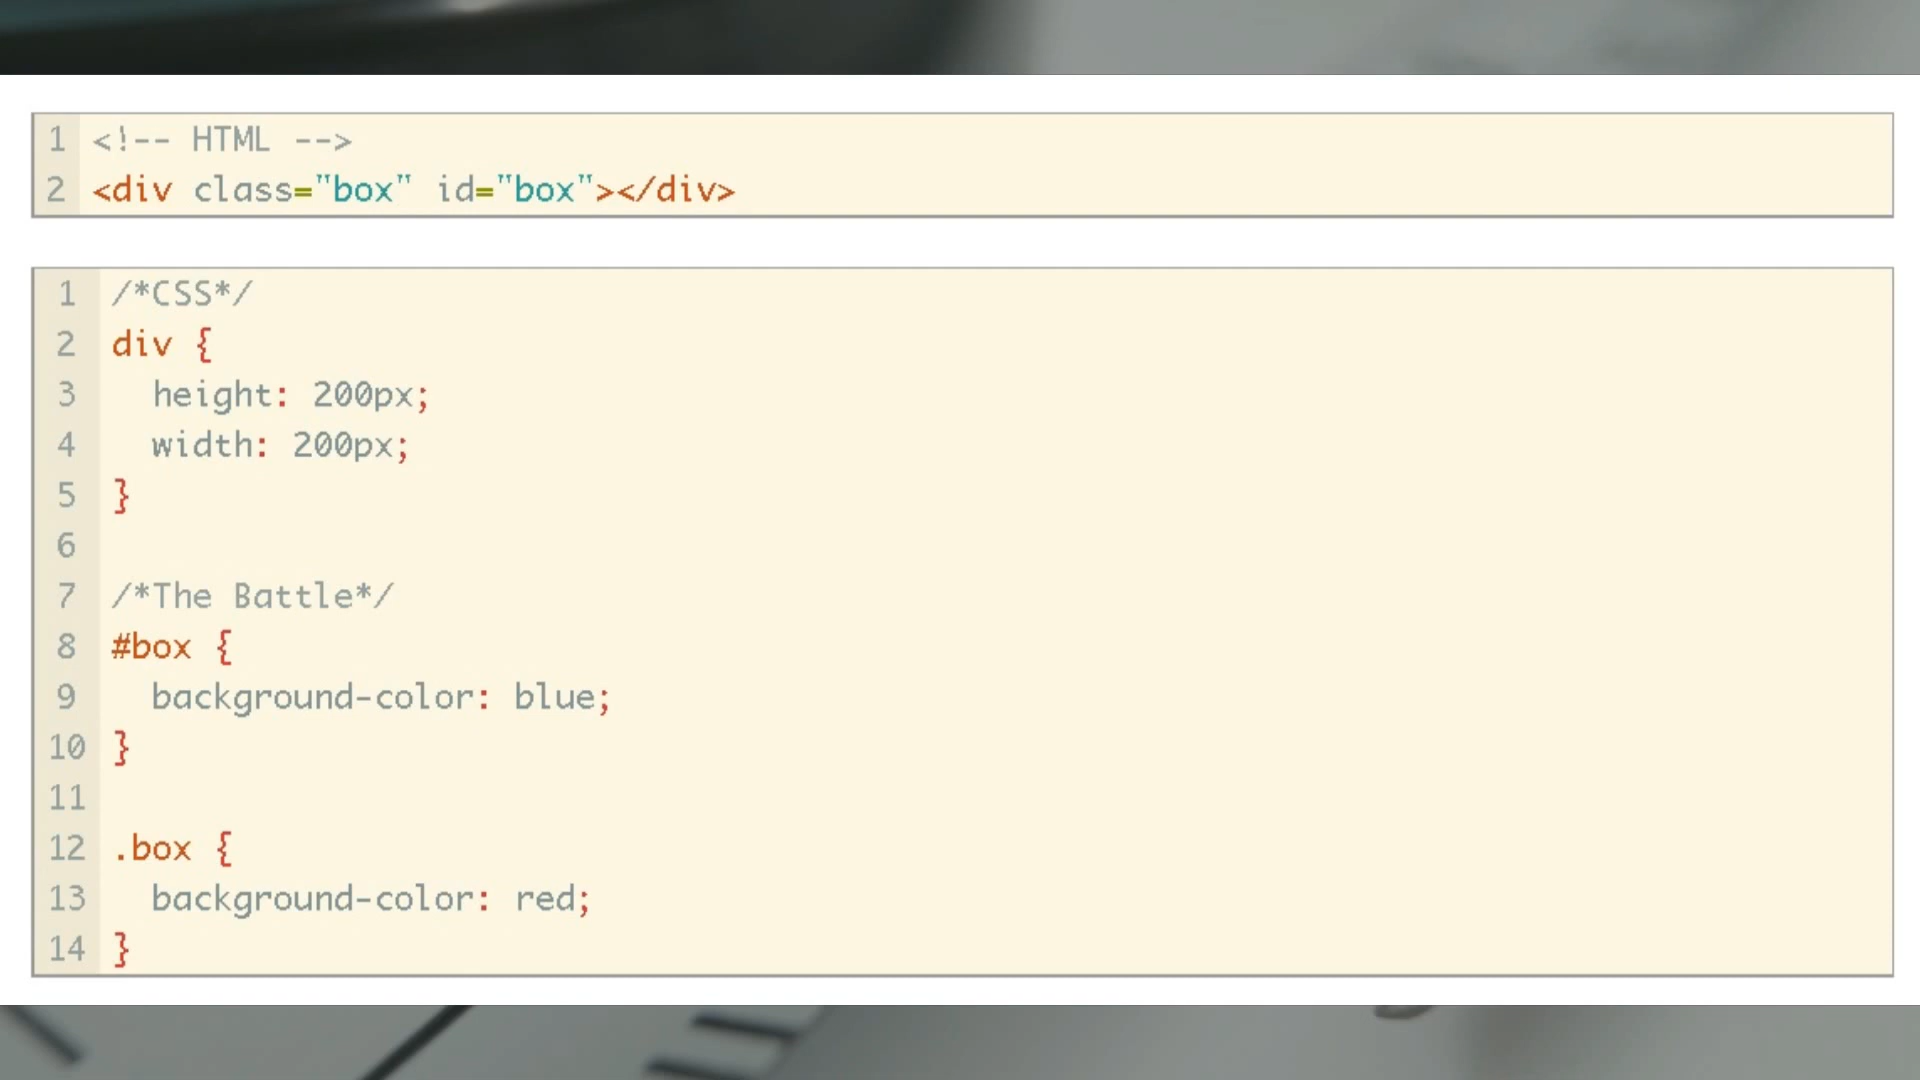 1 <!-- HTML -->
2 <div class="box" id="box"></div>
1 /*CSS*/
2 div {
3   height: 200px;
4   width: 200px;
5 }
6
7 /*The Battle*/
8 #box {
9   background-color: blue;
10 }
11
12 .box {
13   background-color: red;
14 }